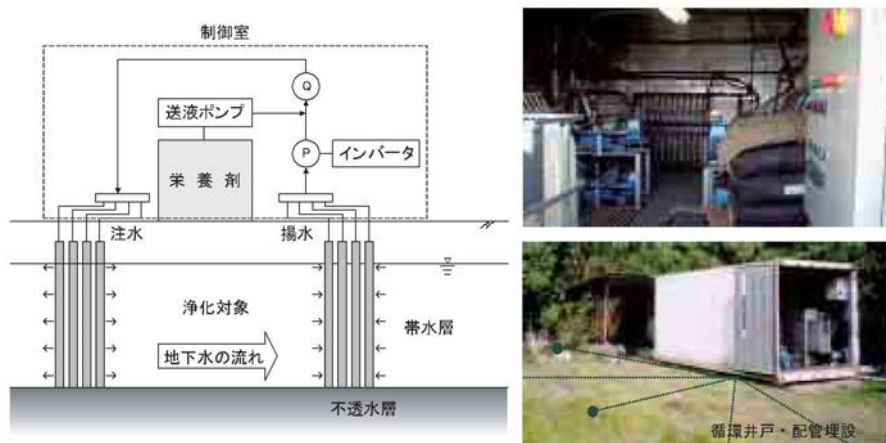 制御室
Q
送液ポンプ
P
インバータ
栄養剤
注水
揚水
浄化対象
帯水層
地下水の流れ
不透水層
循環井戸・配管埋設